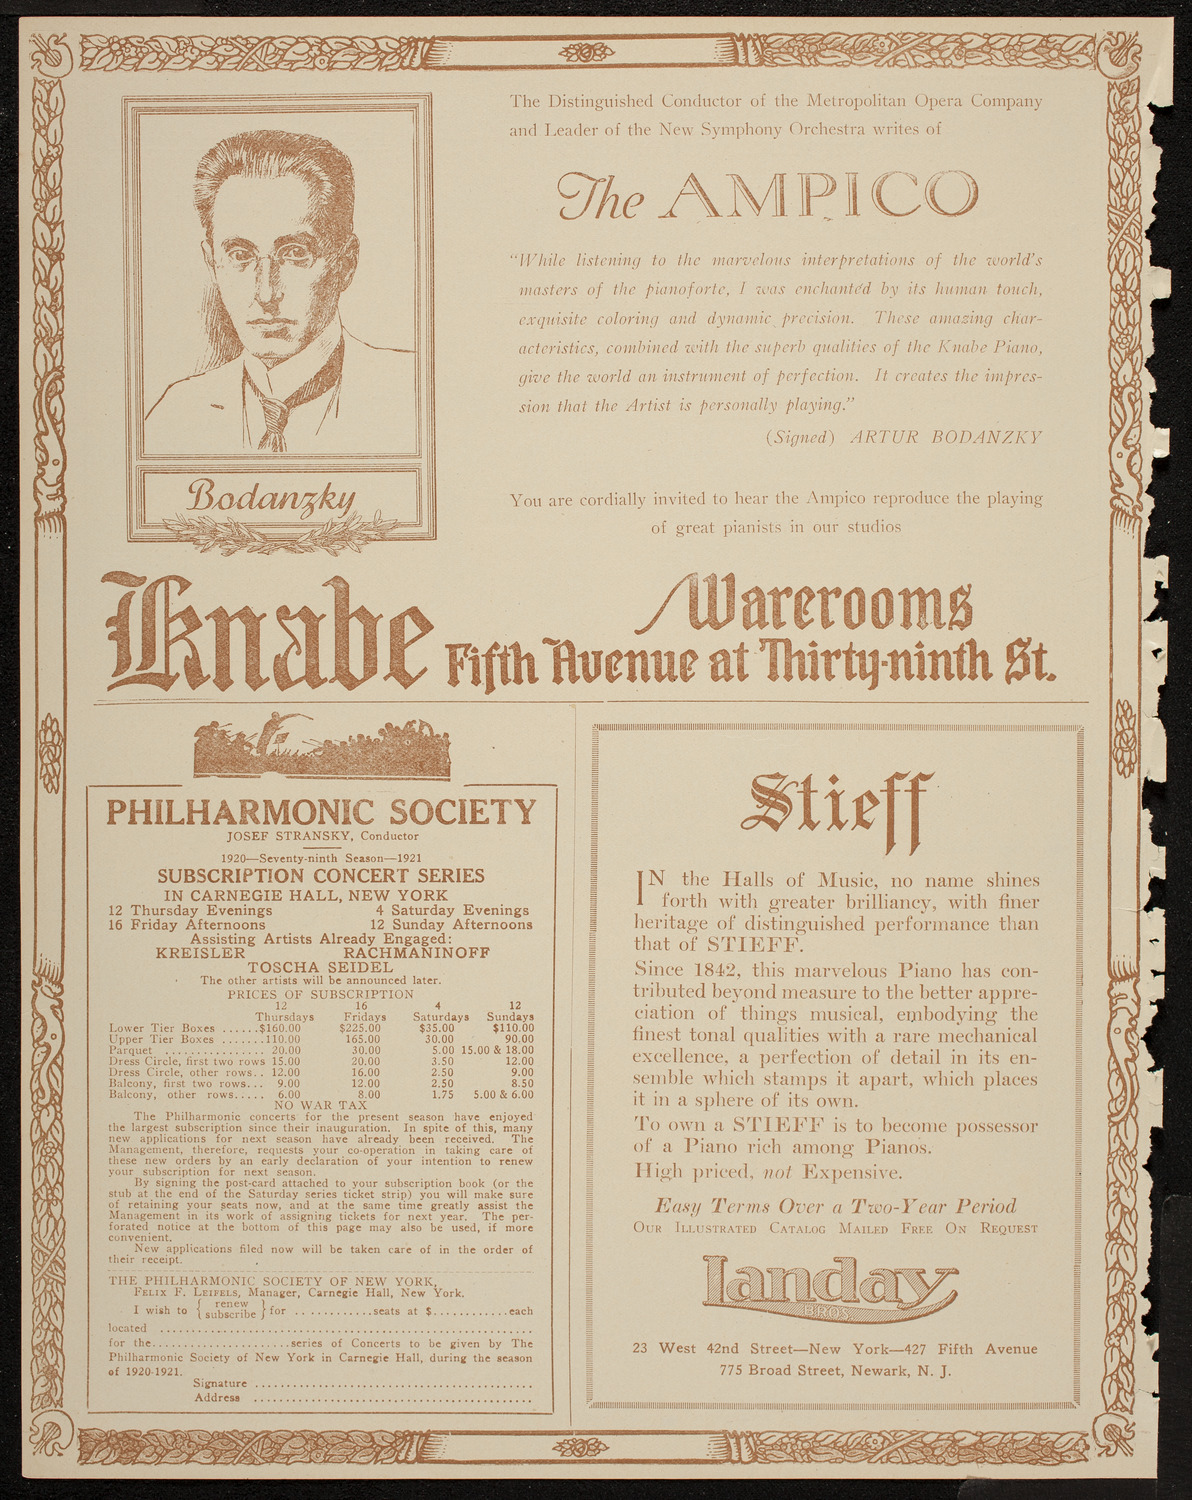 The Distinguished Conductor of the Metropolitan Opera Company
and Leader of the New Symphony Orchestra writes of
The AMPICO
“While listening to the marvelous interpretations of the world's
masters of the pianoforte, I was enchanted by its human touch,
exquisite coloring and dynamic precision. These amazing char-
acteristics, combined with the superb qualities of the Knabe Piano,
give the world an instrument of perfection. It creates the impres-
sion that the Artist is personally playing.”
(Signed) ARTUR BODANZKY
Bodanzky
You are cordially invited to hear the Ampico reproduce the playing
of great pianists in our studios
Knabe Warerooms
Fifth Avenue at Thirty-ninth St.
PHILHARMONIC SOCIETY
JOSEF STRANSKY, Conductor
1920—Seventy-ninth Season—1921
SUBSCRIPTION CONCERT SERIES
IN CARNEGIE HALL, NEW YORK
12 Thursday Evenings 4 Saturday Evenings
16 Friday Afternoons 12 Sunday Afternoons
Assisting Artists Already Engaged:
KREISLER RACHMANINOFF
TOSCHA SEIDEL
The other artists will be announced later.
PRICES OF SUBSCRIPTION
12 16 4 12
Thursdays Fridays Saturdays Sundays
Lower Tier Boxes ......$160.00 $225.00 $35.00 $110.00
Upper Tier Boxes .......110.00 165.00 30.00 90.00
Parquet ................ 20.00 30.00 5.00 15.00 & 18.00
Dress Circle, first two rows 15.00 20.00 3.50 12.00
Dress Circle, other rows.. 12.00 16.00 2.50 9.00
Balcony, first two rows... 9.00 12.00 2.50 8.50
Balcony, other rows..... 6.00 8.00 1.75 5.00 & 6.00
NO WAR TAX
The Philharmonic concerts for the present season have enjoyed
the largest subscription since their inauguration. In spite of this, many
new applications for next season have already been received. The
Management, therefore, requests your co-operation in taking care of
these new orders by an early declaration of your intention to renew
your subscription for next season.
By signing the post-card attached to your subscription book (or the
stub at the end of the Saturday series ticket strip) you will make sure
of retaining your seats now, and at the same time greatly assist the
Management in its work of assigning tickets for next year. The per-
forated notice at the bottom of this page may also be used, if more
convenient.
New applications filed now will be taken care of in the order of
their receipt.
THE PHILHARMONIC SOCIETY OF NEW YORK,
FELIX F. LEIFELS, Manager, Carnegie Hall, New York.
I wish to { renew
subscribe } for ............seats at $............each
located ..................................................
for the......................series of Concerts to be given by The
Philharmonic Society of New York in Carnegie Hall, during the season
of 1920-1921.
Signature ........................................
Address ........................................
Stieff
IN the Halls of Music, no name shines
forth with greater brilliancy, with finer
heritage of distinguished performance than
that of STIEFF.
Since 1842, this marvelous Piano has con-
tributed beyond measure to the better appre-
ciation of things musical, embodying the
finest tonal qualities with a rare mechanical
excellence, a perfection of detail in its en-
semble which stamps it apart, which places
it in a sphere of its own.
To own a STIEFF is to become possessor
of a Piano rich among Pianos.
High priced, not Expensive.
Easy Terms Over a Two-Year Period
OUR ILLUSTRATED CATALOG MAILED FREE ON REQUEST
Landay
BROS.
23 West 42nd Street—New York—427 Fifth Avenue
775 Broad Street, Newark, N. J.